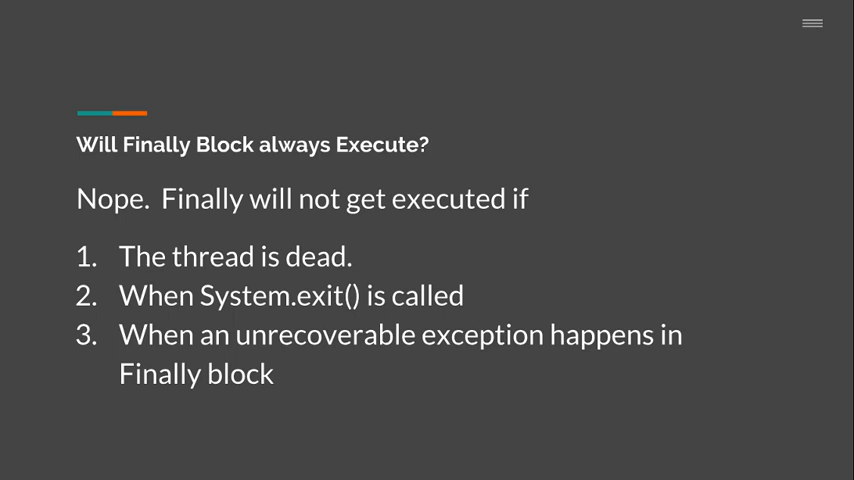 Will Finally Block always Execute?
Nope. Finally will not get executed if
1. The thread is dead.
2. When System.exit() is called
3. When an unrecoverable exception happens in
Finally block